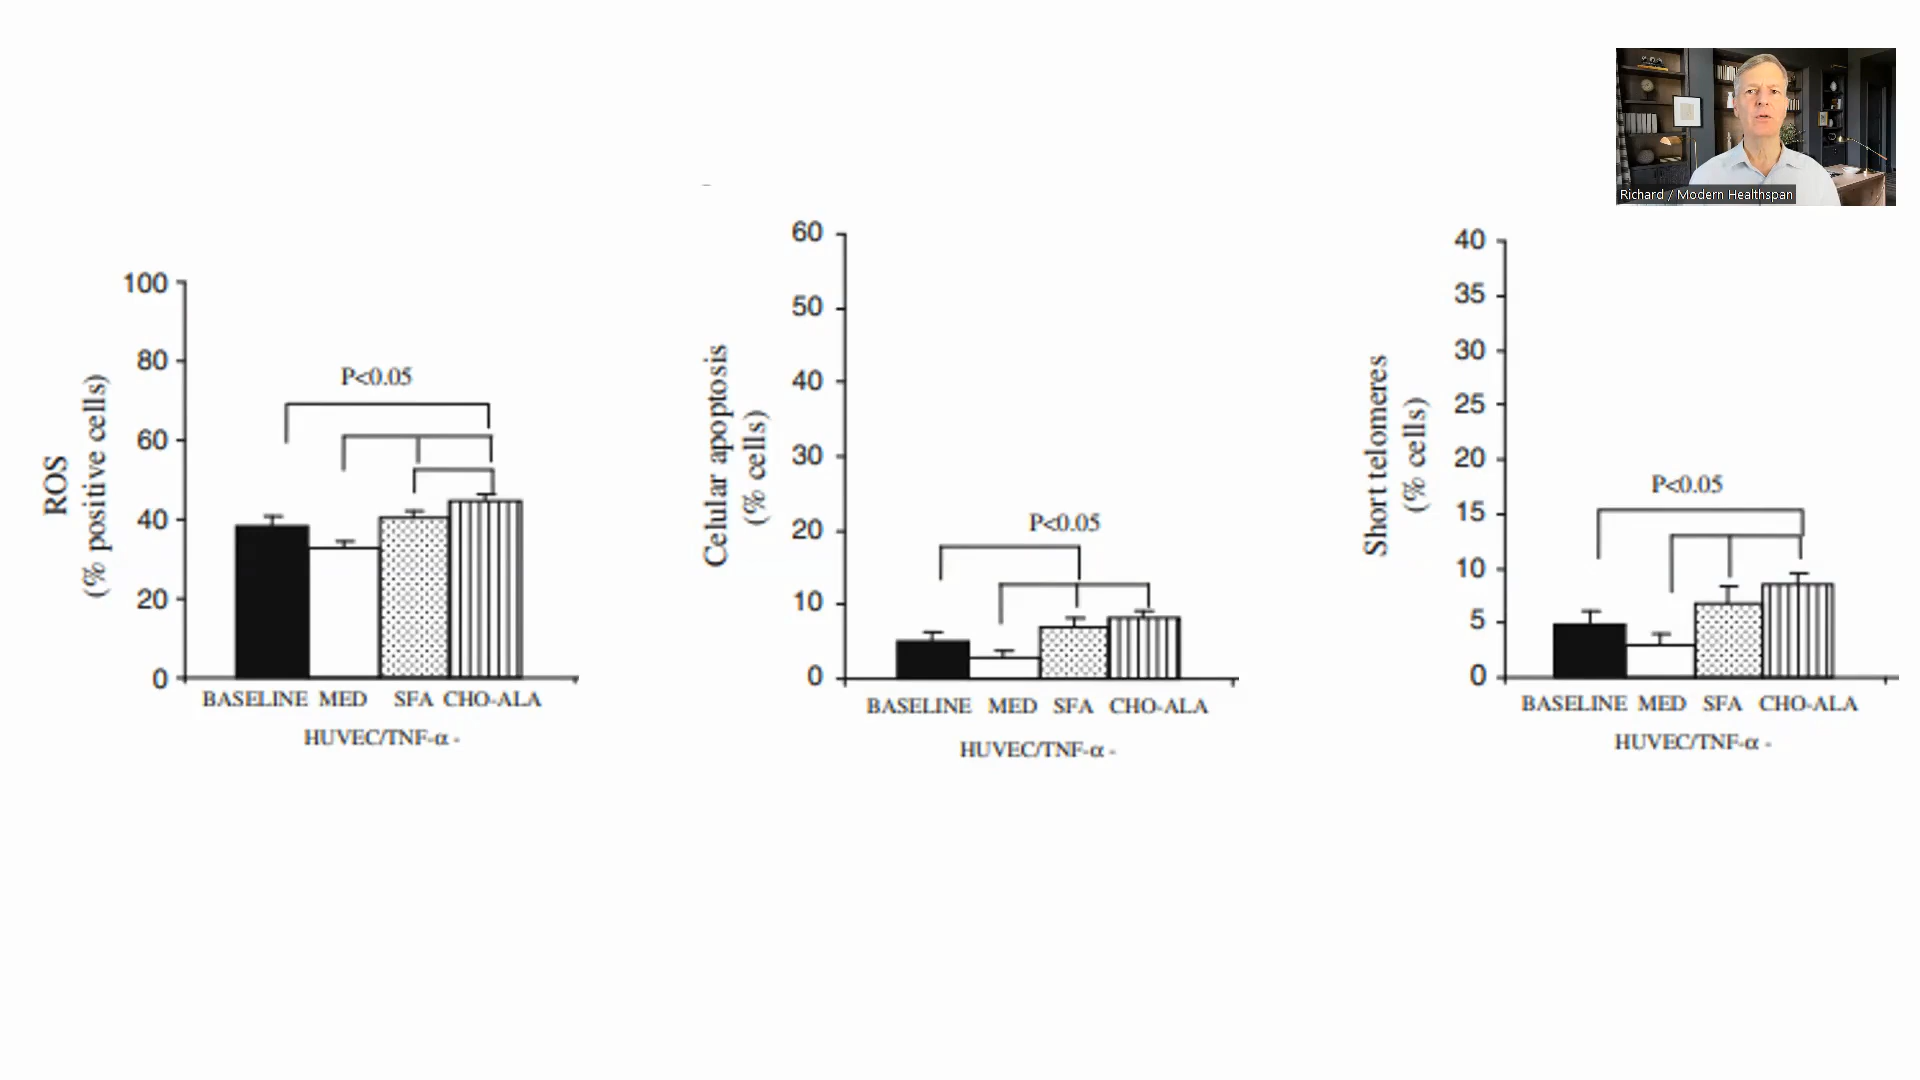 Richard / Modern Healthspan
100
80
60
40
20
0
ROS
(% positive cells)
P<0.05
BASELINE MED SFA CHO-ALA
HUVEC/TNF-α -
60
50
40
30
20
10
0
Celular apoptosis
(% cells)
P<0.05
BASELINE MED SFA CHO-ALA
HUVEC/TNF-α -
40
35
30
25
20
15
10
5
0
Short telomeres
(% cells)
P<0.05
BASELINE MED SFA CHO-ALA
HUVEC/TNF-α -